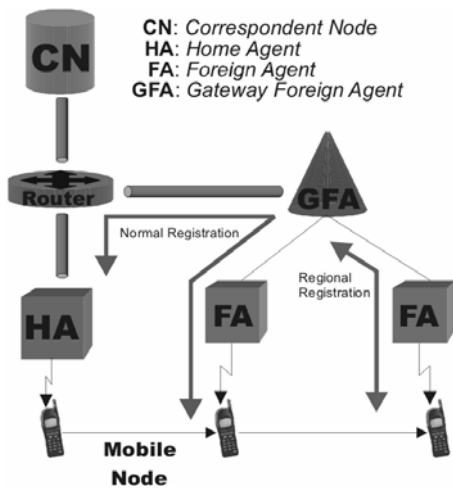 CN
CN: Correspondent Node
HA: Home Agent
FA: Foreign Agent
GFA: Gateway Foreign Agent
Router
GFA
Normal Registration
Regional
Registration
HA
FA
FA
Mobile
Node